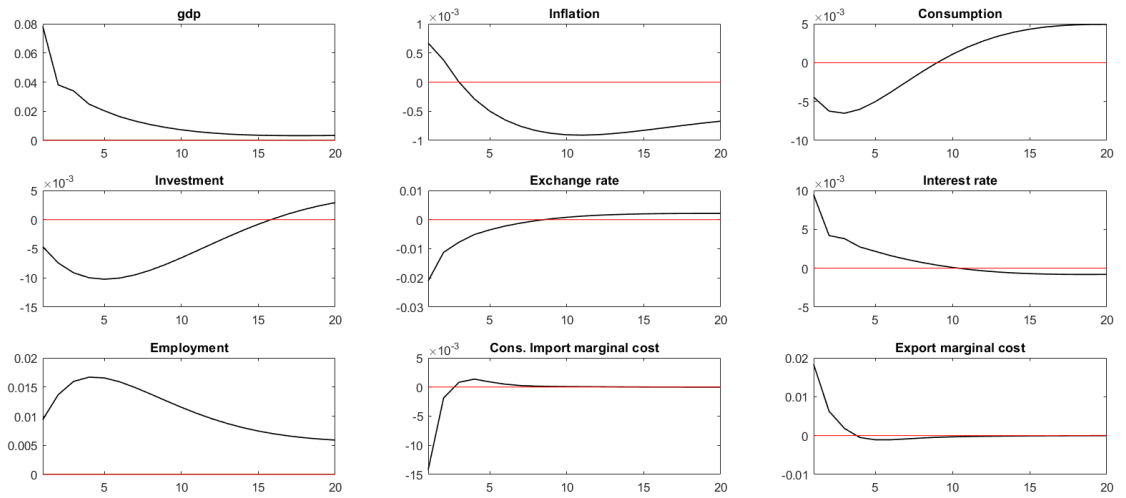 gdp
0.08
0.06
0.04
0.02
0
5 10 15 20
Inflation
×10⁻³
1
0.5
0
-0.5
-1
5 10 15 20
Consumption
×10⁻³
5
0
-5
-10
5 10 15 20
Investment
×10⁻³
5
0
-5
-10
-15
5 10 15 20
Exchange rate
0.01
0
-0.01
-0.02
-0.03
5 10 15 20
Interest rate
×10⁻³
10
5
0
-5
5 10 15 20
Employment
0.02
0.015
0.01
0.005
0
5 10 15 20
Cons. Import marginal cost
×10⁻³
5
0
-5
-10
-15
5 10 15 20
Export marginal cost
0.02
0.01
0
-0.01
5 10 15 20